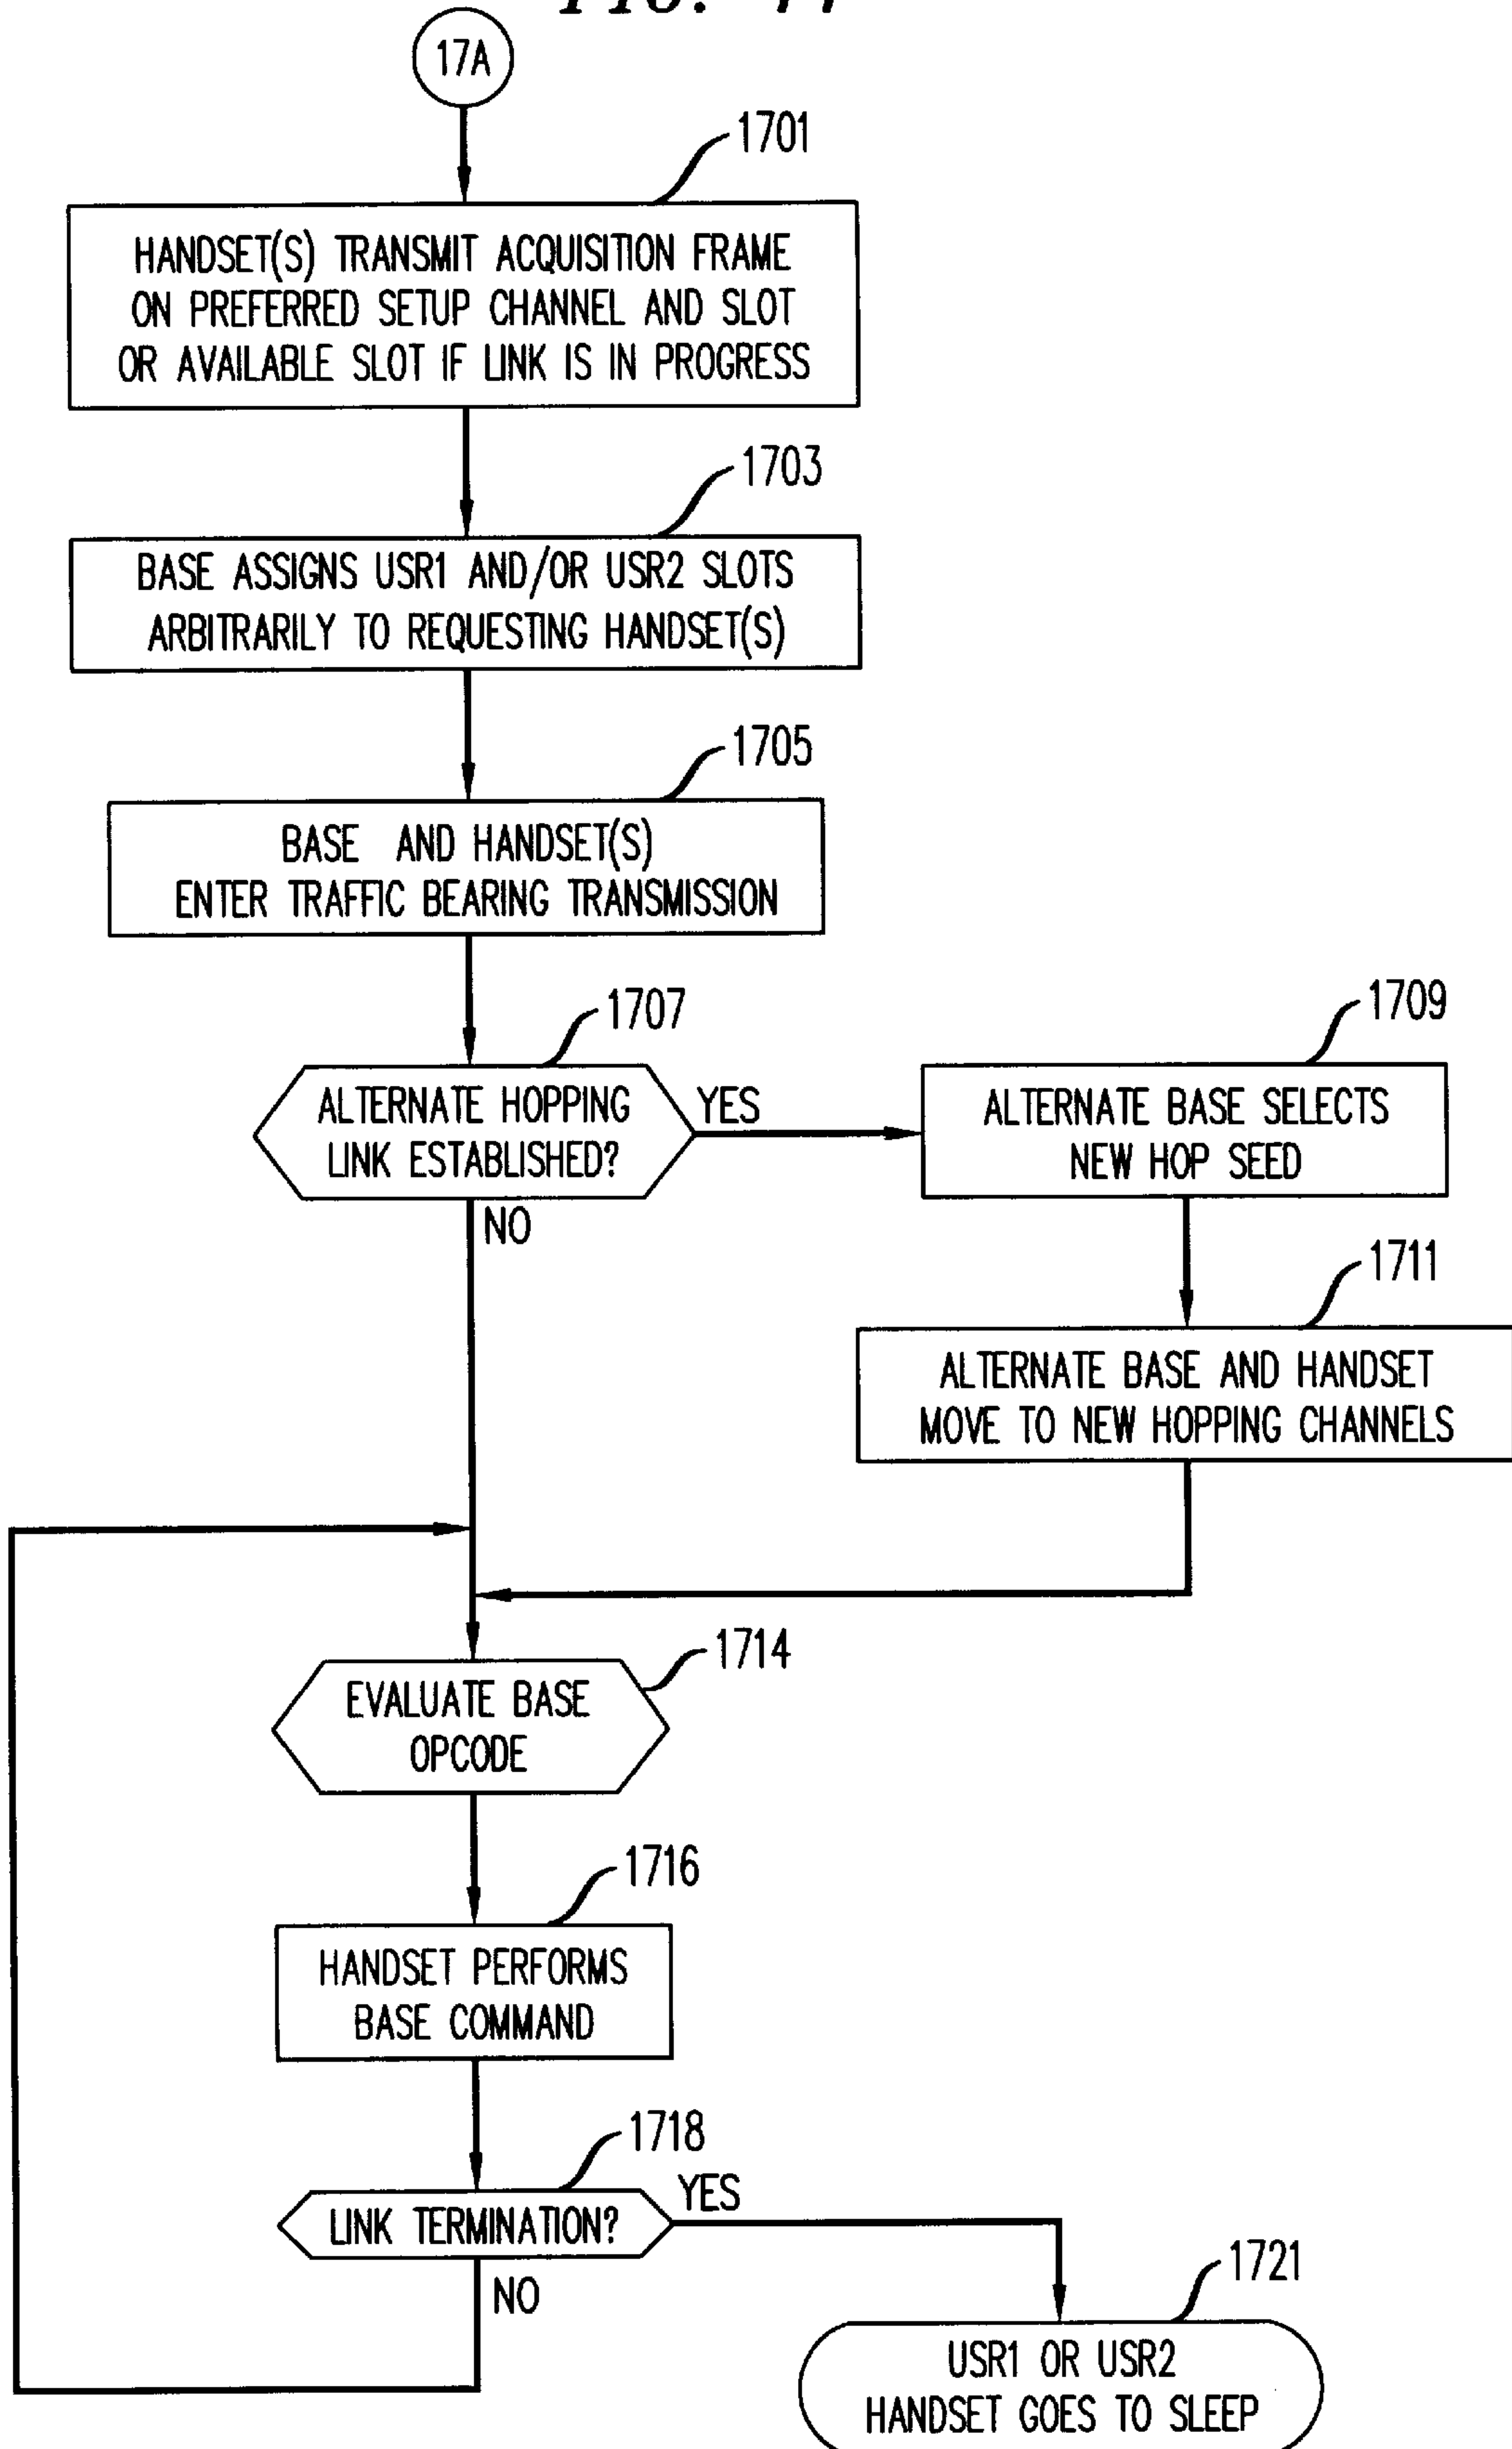 FIG.
17A
1701
HANDSET(S) TRANSMIT ACQUISITION FRAME
ON PREFERRED SETUP CHANNEL AND SLOT
OR AVAILABLE SLOT IF LINK IS IN PROGRESS
1703
BASE ASSIGNS USR1 AND/OR USR2 SLOTS
ARBITRARILY TO REQUESTING HANDSET(S)
1705
BASE AND HANDSET(S)
ENTER TRAFFIC BEARING TRANSMISSION
1707
ALTERNATE HOPPING
LINK ESTABLISHED?
YES
NO
1709
ALTERNATE BASE SELECTS
NEW HOP SEED
1711
ALTERNATE BASE AND HANDSET
MOVE TO NEW HOPPING CHANNELS
1714
EVALUATE BASE
OPCODE
1716
HANDSET PERFORMS
BASE COMMAND
1718
LINK TERMINATION?
YES
NO
1721
USR1 OR USR2
HANDSET GOES TO SLEEP